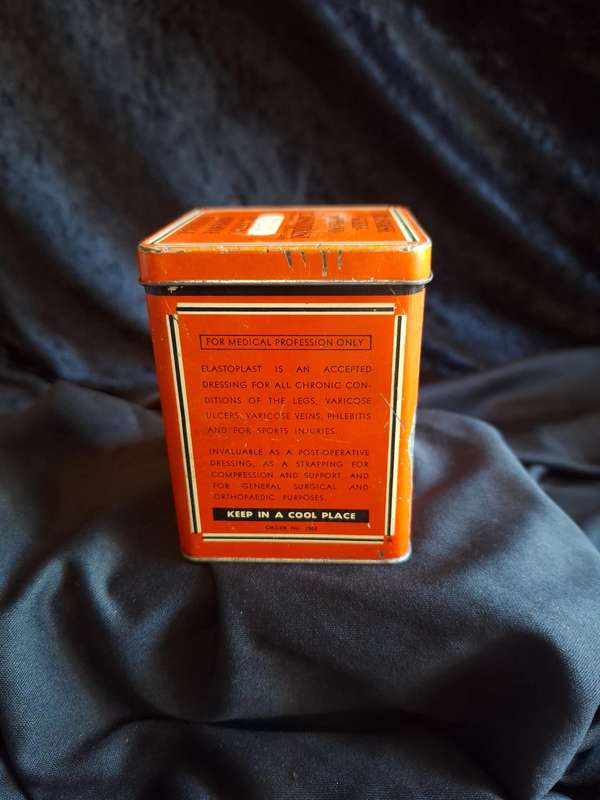 FOR MEDICAL PROFESSION ONLY
ELASTOPLAST IS AN ACCEPTED
DRESSING FOR ALL CHRONIC CON-
DITIONS OF THE LEGS, VARICOSE
ULCERS, VARICOSE VEINS, PHLEBITIS
AND FOR SPORTS INJURIES.
INVALUABLE AS A POST-OPERATIVE
DRESSING, AS A STRAPPING FOR
COMPRESSION AND SUPPORT, AND
FOR GENERAL SURGICAL AND
ORTHOPAEDIC PURPOSES.
KEEP IN A COOL PLACE
ORDER No.